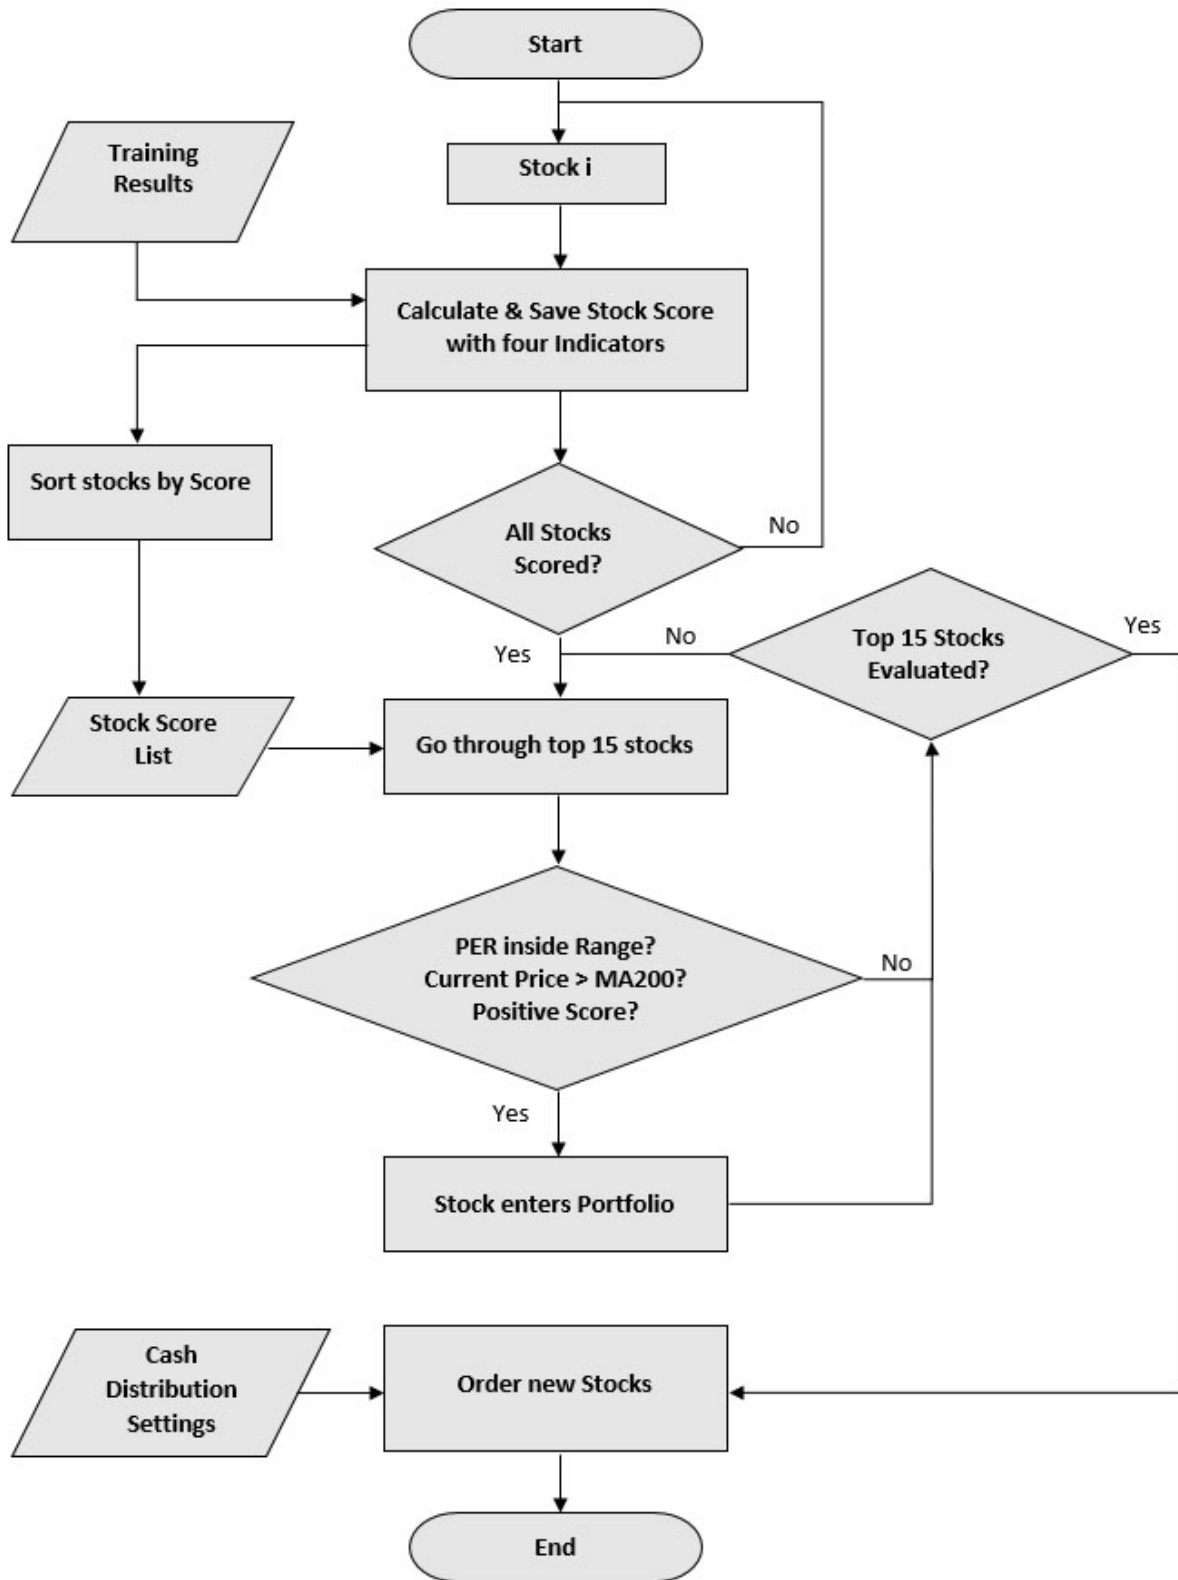 Start
Training
Results
Stock i
Calculate & Save Stock Score
with four Indicators
Sort stocks by Score
All Stocks
Scored?
No
Yes
No
Top 15 Stocks
Evaluated?
Yes
Stock Score
List
Go through top 15 stocks
PER inside Range?
Current Price > MA200?
Positive Score?
No
Yes
Stock enters Portfolio
Cash
Distribution
Settings
Order new Stocks
End